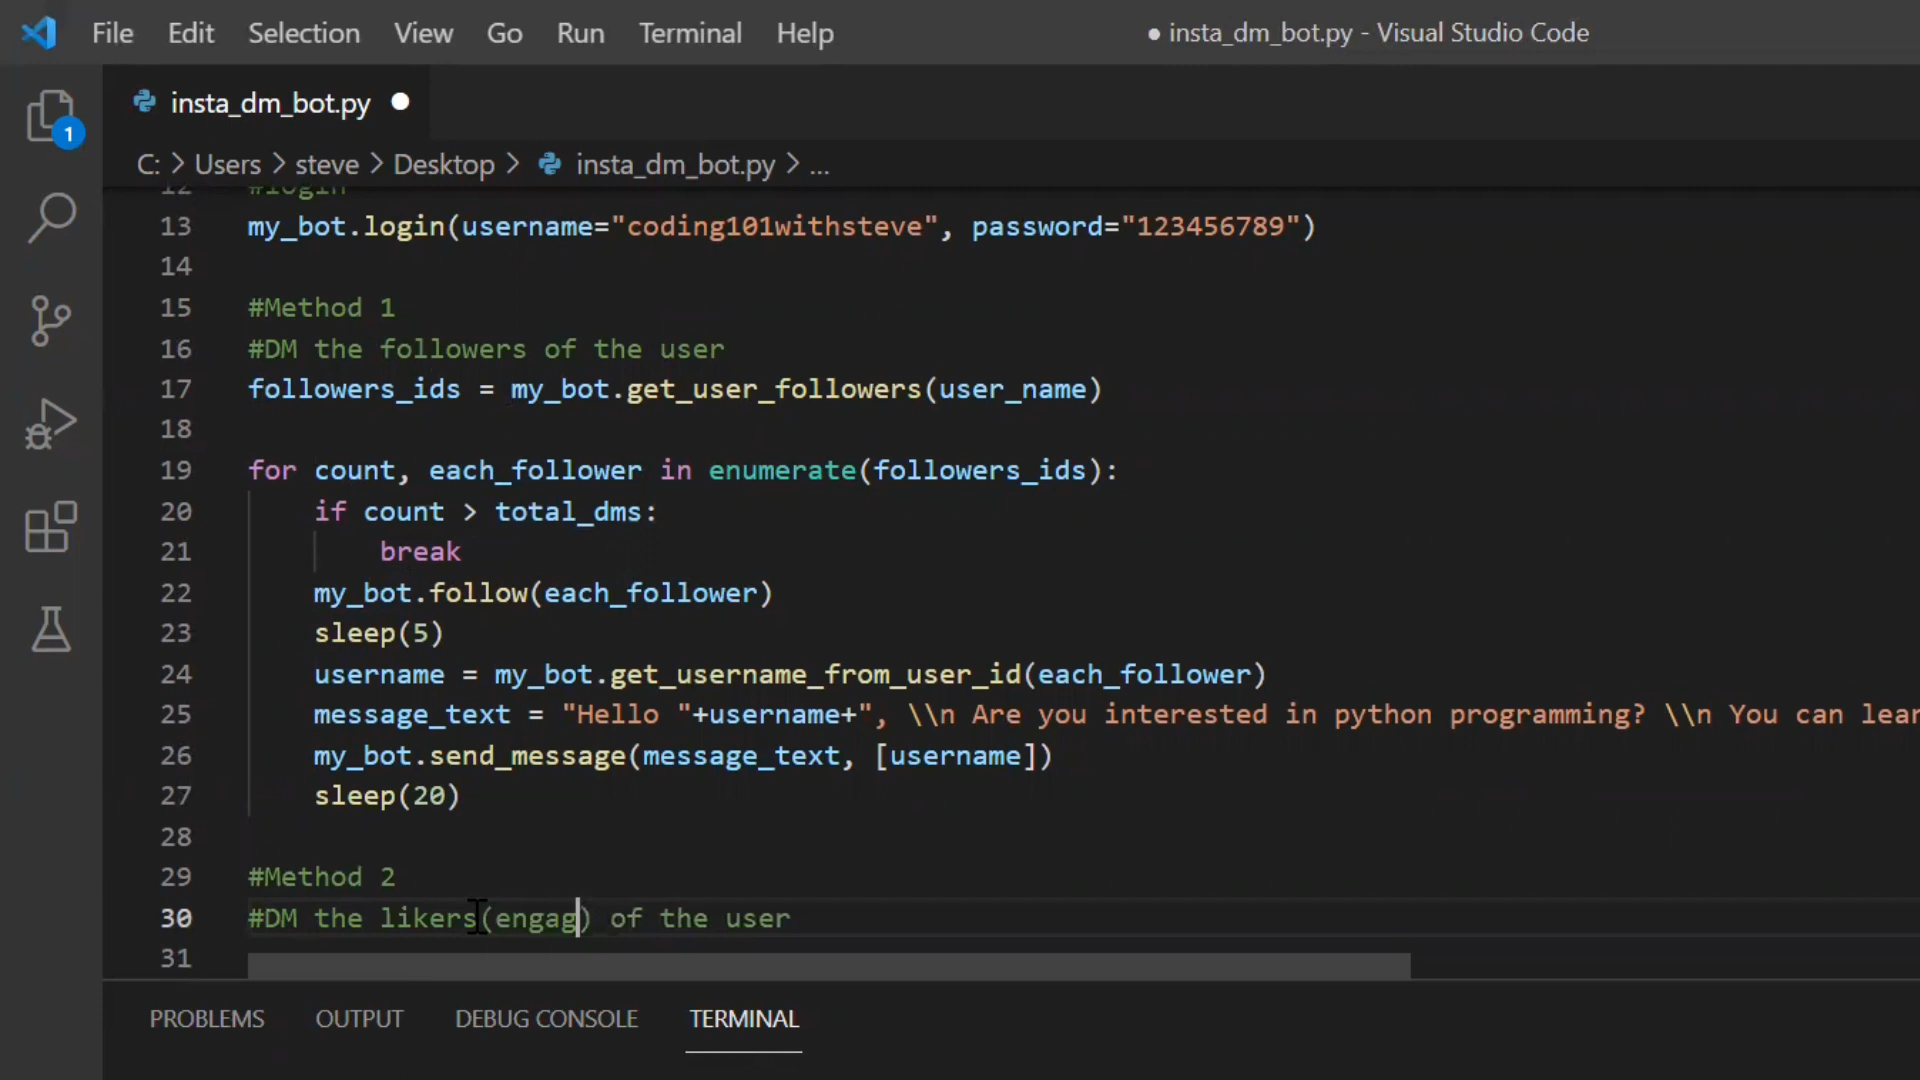 File Edit Selection View Go Run Terminal Help ● insta_dm_bot.py - Visual Studio Code
1
insta_dm_bot.py ●
C: > Users > steve > Desktop > insta_dm_bot.py > ...
12 #login
13 my_bot.login(username="coding101withsteve", password="123456789")
14
15 #Method 1
16 #DM the followers of the user
17 followers_ids = my_bot.get_user_followers(user_name)
18
19 for count, each_follower in enumerate(followers_ids):
20 if count > total_dms:
21 break
22 my_bot.follow(each_follower)
23 sleep(5)
24 username = my_bot.get_username_from_user_id(each_follower)
25 message_text = "Hello "+username+", \\n Are you interested in python programming? \\n You can lear
26 my_bot.send_message(message_text, [username])
27 sleep(20)
28
29 #Method 2
30 #DM the likers(engag) of the user
31
PROBLEMS OUTPUT DEBUG CONSOLE TERMINAL